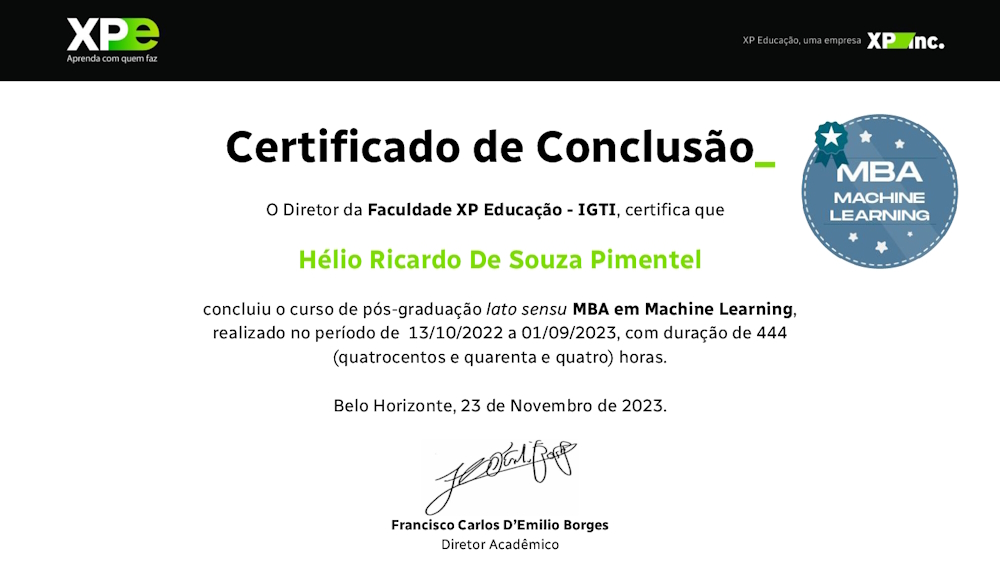 XPe
Aprenda com quem faz
XP Educação, uma empresa XP inc.
Certificado de Conclusão_
MBA
MACHINE
LEARNING
O Diretor da Faculdade XP Educação - IGTI, certifica que
Hélio Ricardo De Souza Pimentel
concluiu o curso de pós-graduação lato sensu MBA em Machine Learning,
realizado no período de 13/10/2022 a 01/09/2023, com duração de 444
(quatrocentos e quarenta e quatro) horas.
Belo Horizonte, 23 de Novembro de 2023.
Francisco Carlos D'Emilio Borges
Diretor Acadêmico